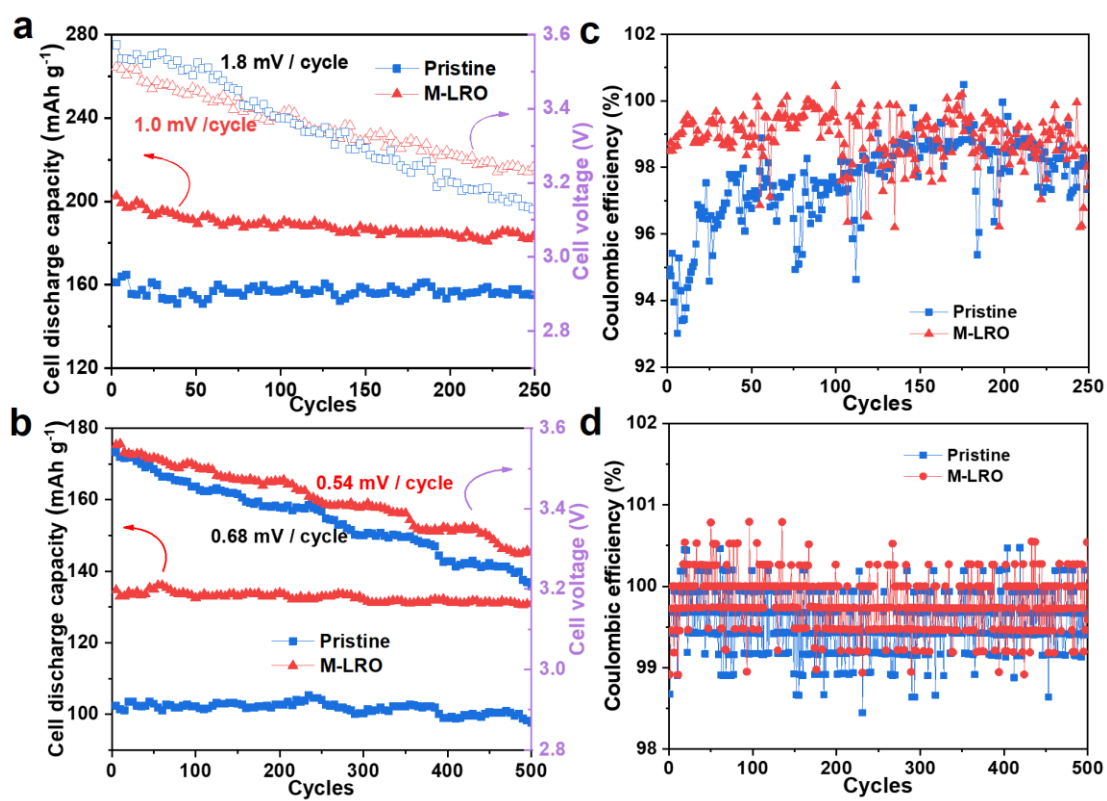 a
Cell discharge capacity (mAh g⁻¹)
280
240
200
160
120
1.8 mV / cycle
1.0 mV /cycle
Pristine
M-LRO
3.6
3.4
3.2
3.0
2.8
Cell voltage (V)
0
50
100
150
200
250
Cycles
c
Coulombic efficiency (%)
102
100
98
96
94
92
Pristine
M-LRO
0
50
100
150
200
250
Cycles
b
Cell discharge capacity (mAh g⁻¹)
180
160
140
120
100
0.54 mV / cycle
0.68 mV / cycle
Pristine
M-LRO
3.6
3.4
3.2
3.0
2.8
Cell voltage (V)
0
100
200
300
400
500
Cycles
d
Coulombic efficiency (%)
102
101
100
99
98
Pristine
M-LRO
0
100
200
300
400
500
Cycles